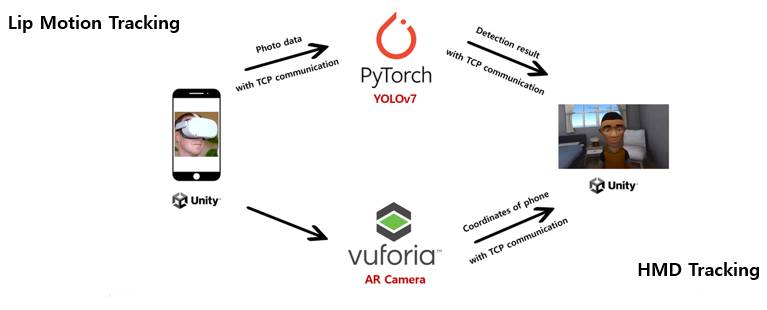 Lip Motion Tracking
Photo data
with TCP communication
PyTorch
YOLOv7
Detection result
with TCP communication
Unity
Unity
vuforia™
AR Camera
Coordinates of phone
with TCP communication
HMD Tracking